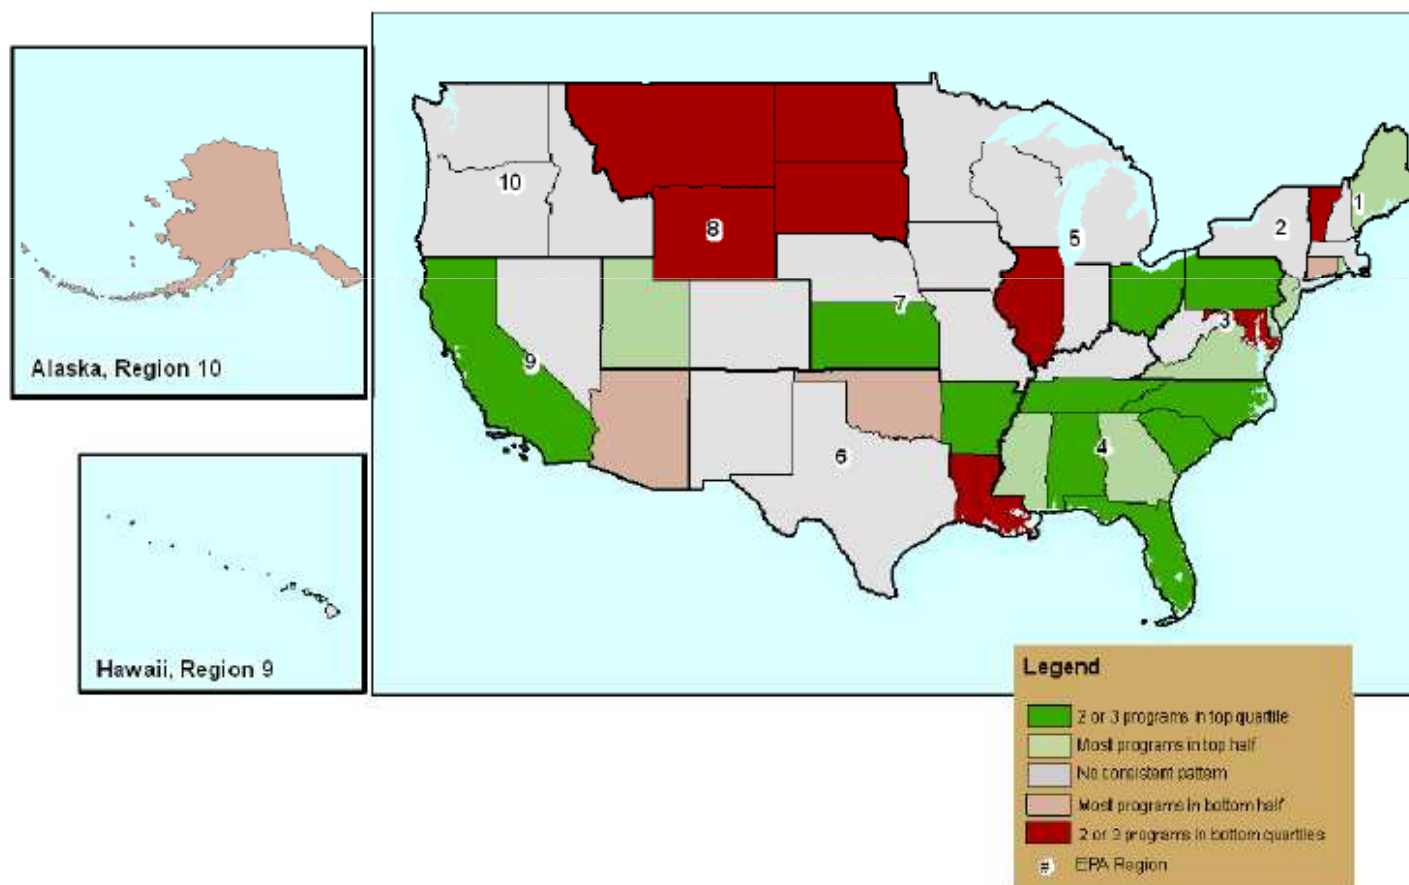 Alaska, Region 10
Hawaii, Region 9
10
8
9
7
6
5
4
3
2
1
Legend
2 or 3 programs in top quartile
Most programs in top half
No consistent pattern
Most programs in bottom half
2 or 3 programs in bottom quartiles
# EPA Region